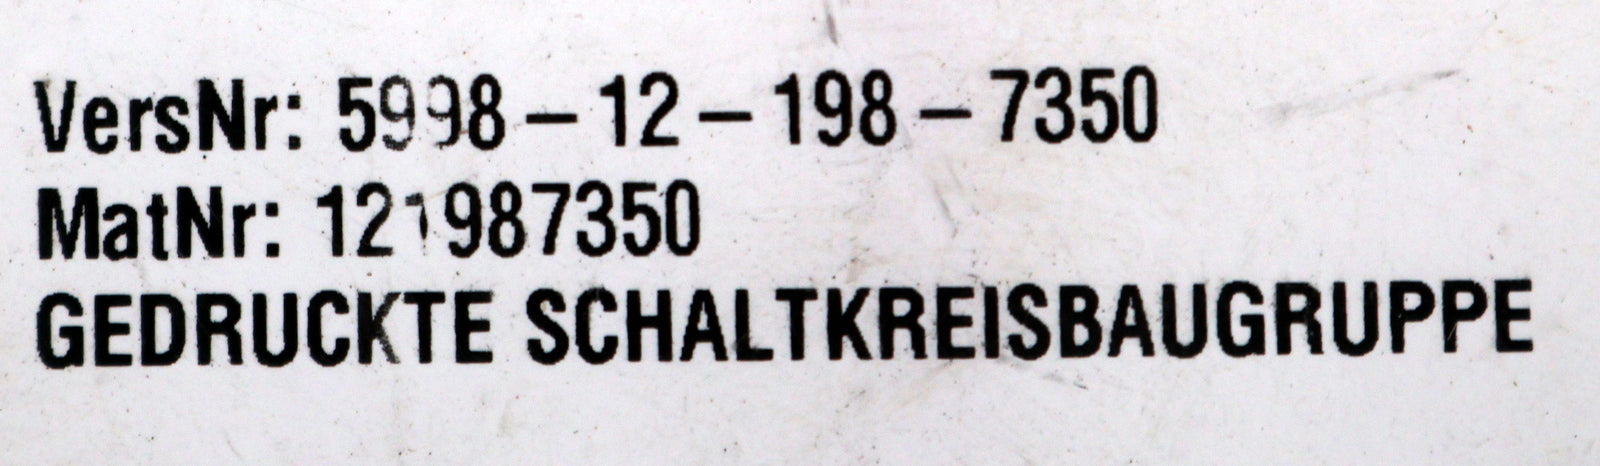 VersNr: 5998-12-198-7350
MatNr: 121987350
GEDRUCKTE SCHALTKREISBAUGRUPPE